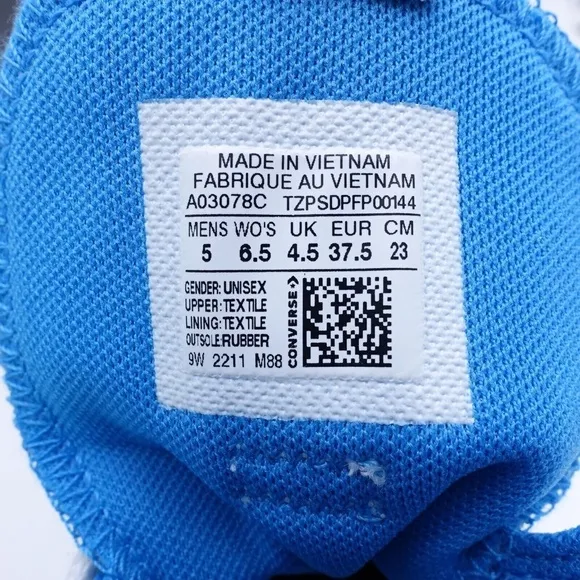 MADE IN VIETNAM
FABRIQUE AU VIETNAM
A03078C TZPSDPFP00144
MENS WO'S UK EUR CM
5 6.5 4.5 37.5 23
GENDER: UNISEX
UPPER: TEXTILE
LINING: TEXTILE
OUTSOLE: RUBBER
9W 2211 M88
CONVERSE